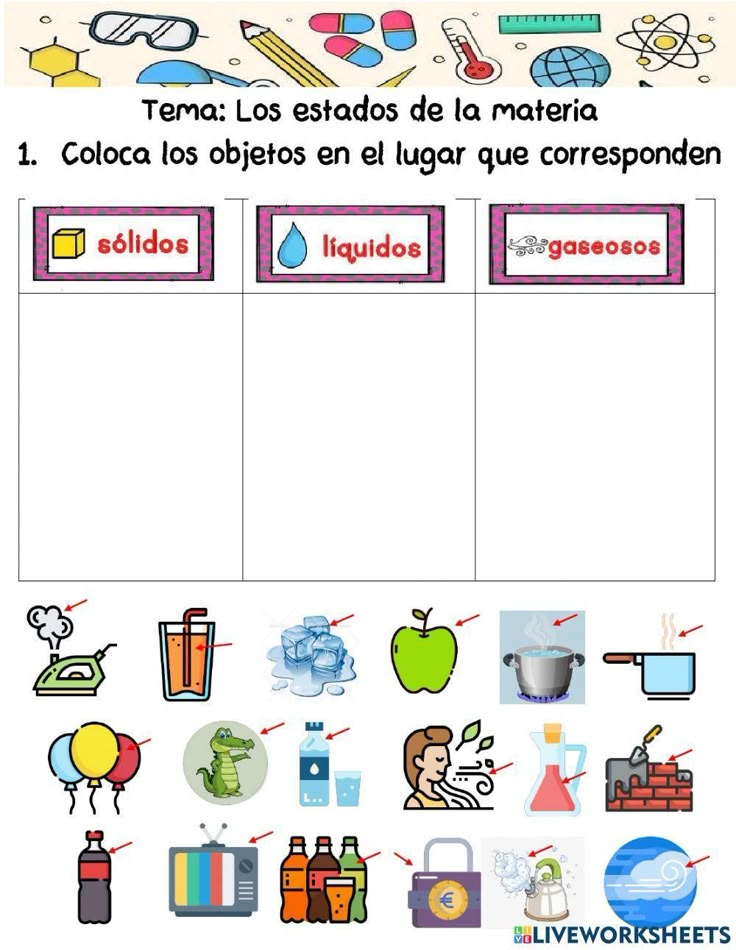 Tema: Los estados de la materia
1. Coloca los objetos en el lugar que corresponden
sólidos
líquidos
gaseosos
LIVE LIVEWORKSHEETS